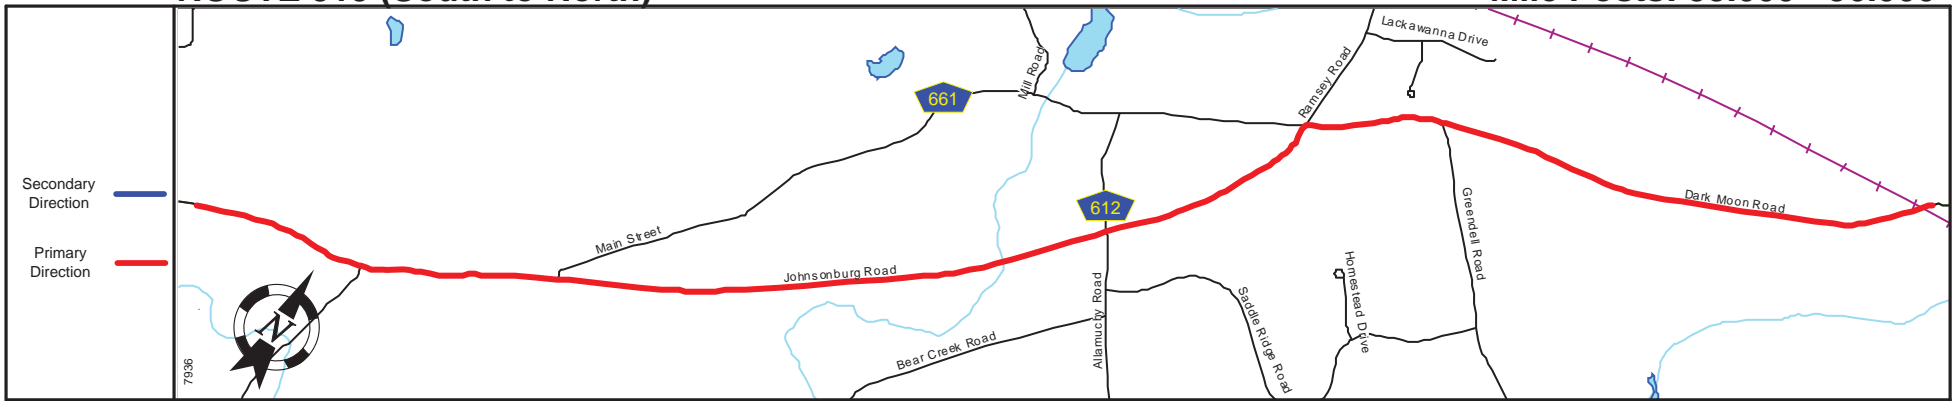 Secondary
Direction
Primary
Direction
7936
661
612
Main Street
Johnsonburg Road
Mill Road
Bear Creek Road
Allamuchy Road
Saddle Ridge Road
Homestead Drive
Greendell Road
Ramsey Road
Lackawanna Drive
Dark Moon Road
N